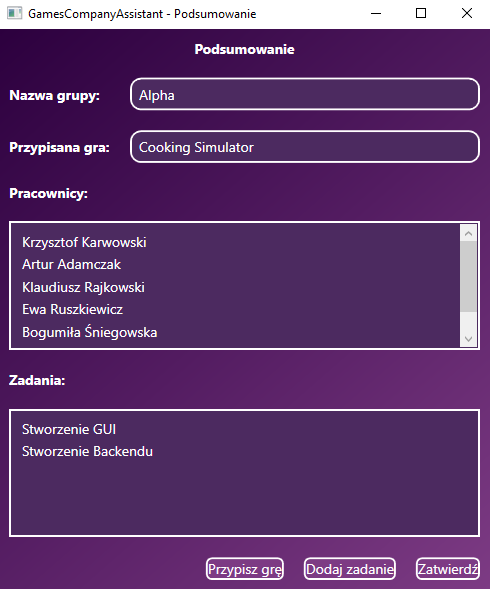 GamesCompanyAssistant - Podsumowanie
Podsumowanie
Nazwa grupy: Alpha
Przypisana gra: Cooking Simulator
Pracownicy:
Krzysztof Karwowski
Artur Adamczak
Klaudiusz Rajkowski
Ewa Ruszkiewicz
Bogumiła Śniegowska
Zadania:
Stworzenie GUI
Stworzenie Backendu
Przypisz grę Dodaj zadanie Zatwierdź